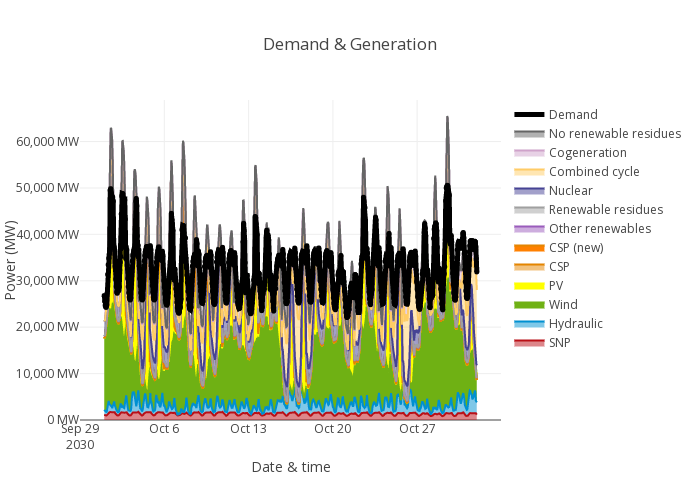 Demand & Generation
60,000 MW
50,000 MW
40,000 MW
30,000 MW
20,000 MW
10,000 MW
0 MW
Power (MW)
Sep 29
2030
Oct 6
Oct 13
Oct 20
Oct 27
Date & time
Demand
No renewable residues
Cogeneration
Combined cycle
Nuclear
Renewable residues
Other renewables
CSP (new)
CSP
PV
Wind
Hydraulic
SNP